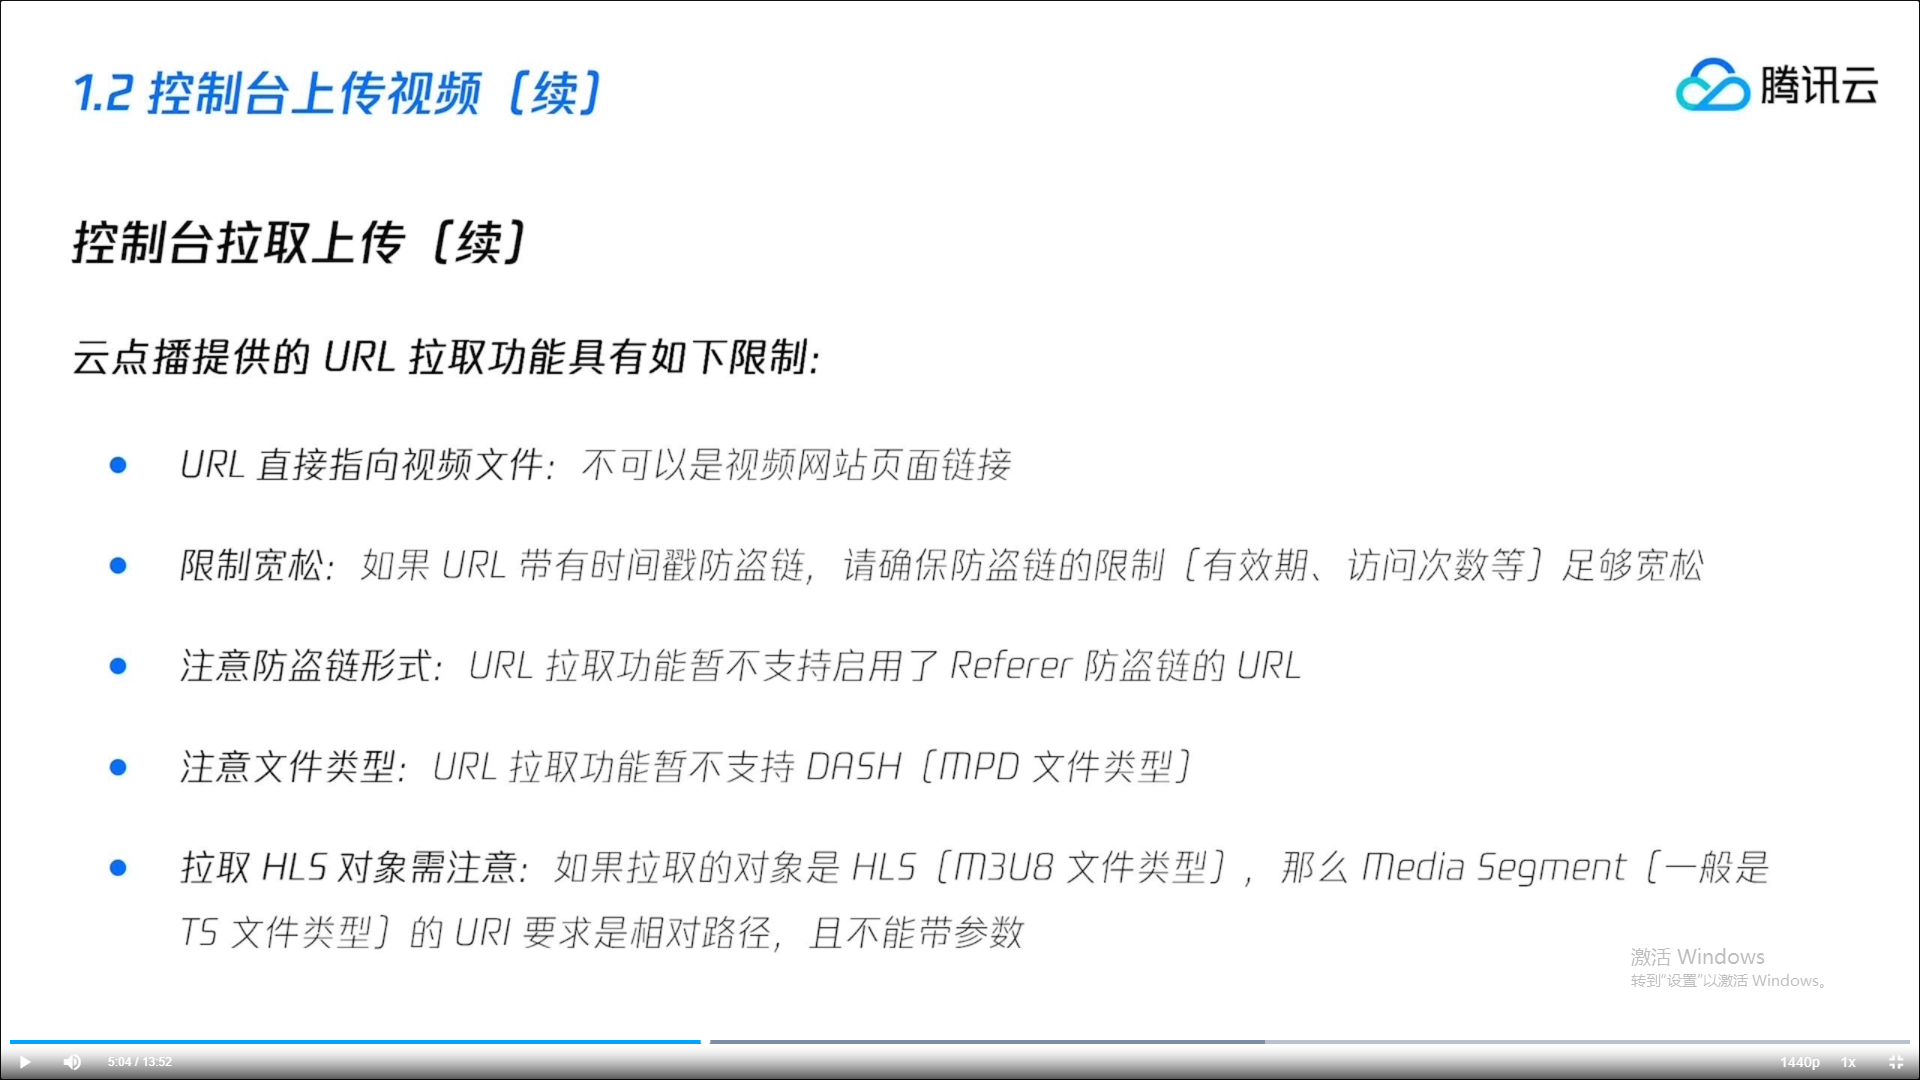 1.2 控制台上传视频（续）
腾讯云
控制台拉取上传（续）
云点播提供的 URL 拉取功能具有如下限制：
URL 直接指向视频文件：不可以是视频网站页面链接
限制宽松：如果 URL 带有时间戳防盗链，请确保防盗链的限制（有效期、访问次数等）足够宽松
注意防盗链形式：URL 拉取功能暂不支持启用了 Referer 防盗链的 URL
注意文件类型：URL 拉取功能暂不支持 DASH（MPD 文件类型）
拉取 HLS 对象需注意：如果拉取的对象是 HLS（M3U8 文件类型），那么 Media Segment（一般是
TS 文件类型）的 URI 要求是相对路径，且不能带参数
激活 Windows
转到"设置"以激活 Windows。
5:04 / 13:52
1440p 1x